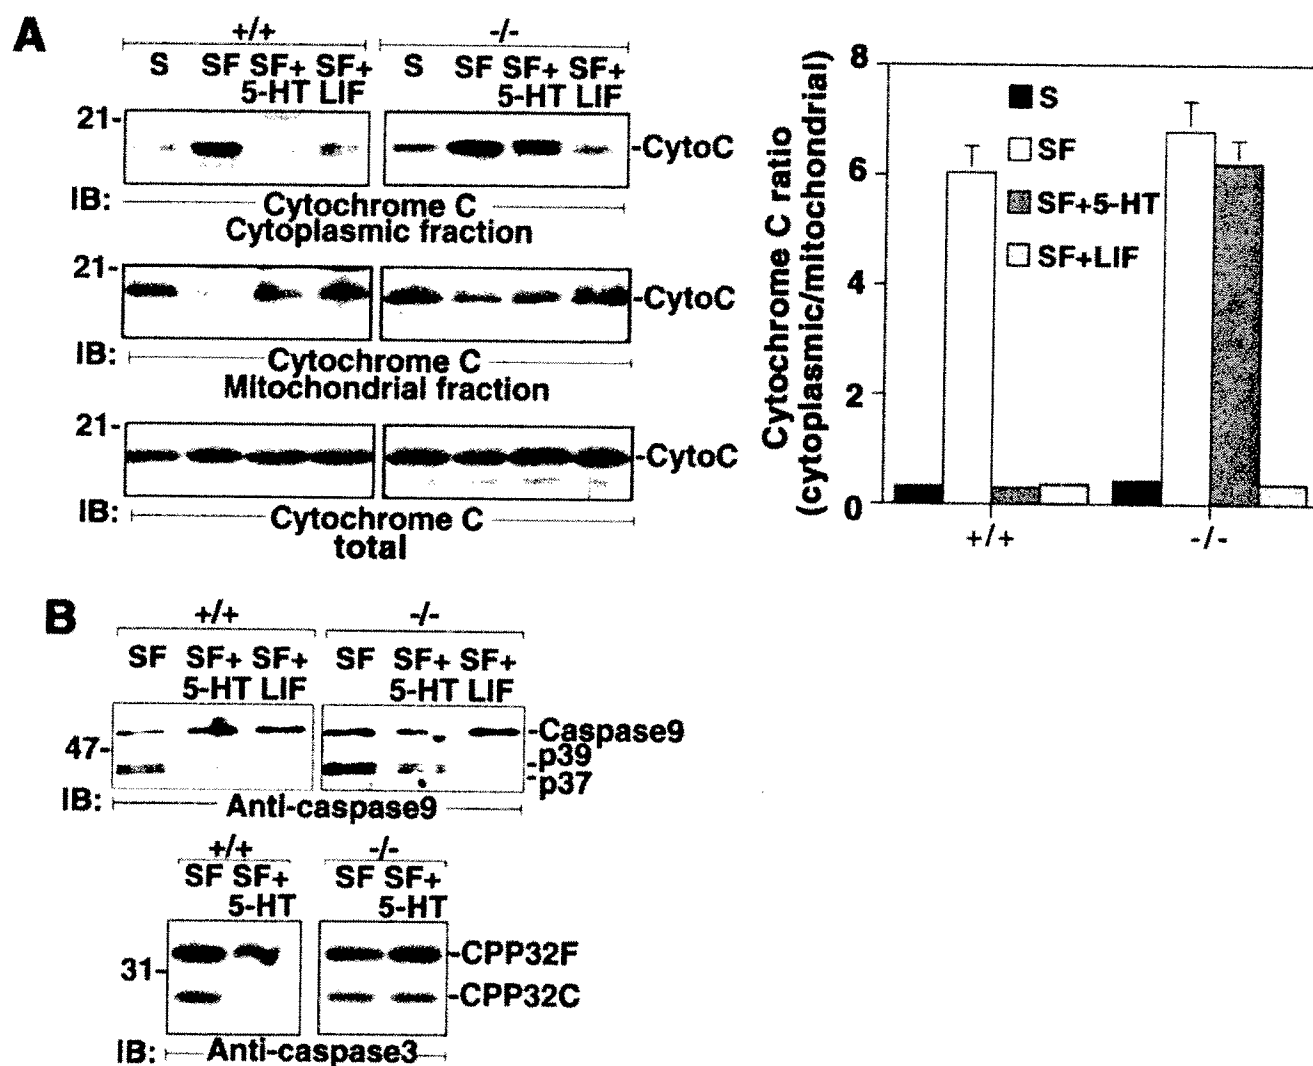 A
+/+ -/-
S SF SF+ SF+ S SF SF+ SF+
5-HT LIF 5-HT LIF
21-
-CytoC
IB: Cytochrome C
Cytoplasmic fraction
21-
-CytoC
IB: Cytochrome C
Mitochondrial fraction
21-
-CytoC
IB: Cytochrome C
total
Cytochrome C ratio
(cytoplasmic/mitochondrial)
8
6
4
2
0
S
SF
SF+5-HT
SF+LIF
+/+ -/-
B
+/+ -/-
SF SF+ SF+ SF SF+ SF+
5-HT LIF 5-HT LIF
-Caspase9
47-
-p39
-p37
IB: Anti-caspase9
+/+ -/-
SF SF+ SF SF+
5-HT 5-HT
-CPP32F
31-
-CPP32C
IB: Anti-caspase3